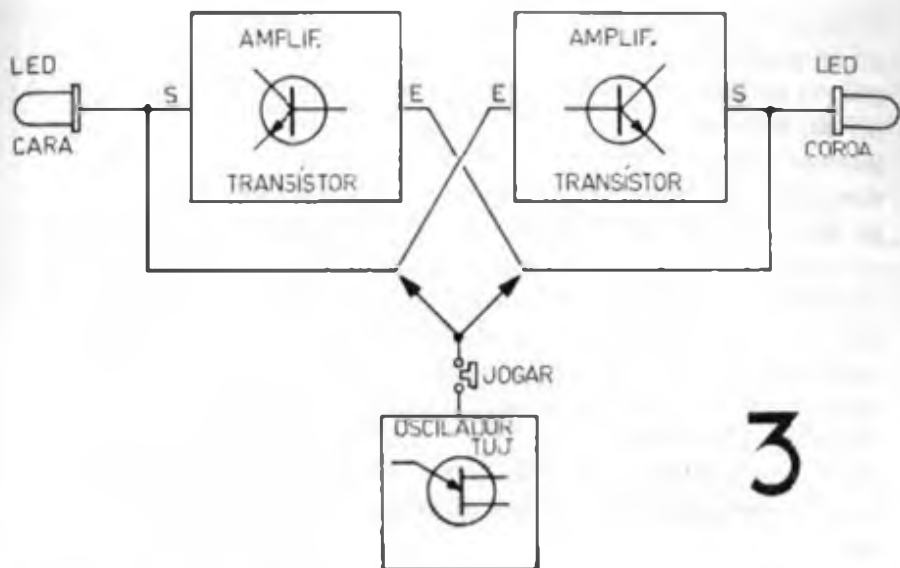 AMPLIF.
TRANSÍSTOR
LED
CARA
S
E
AMPLIF.
TRANSÍSTOR
E
S
LED
COROA
JOGAR
OSCILADOR
TUJ
3